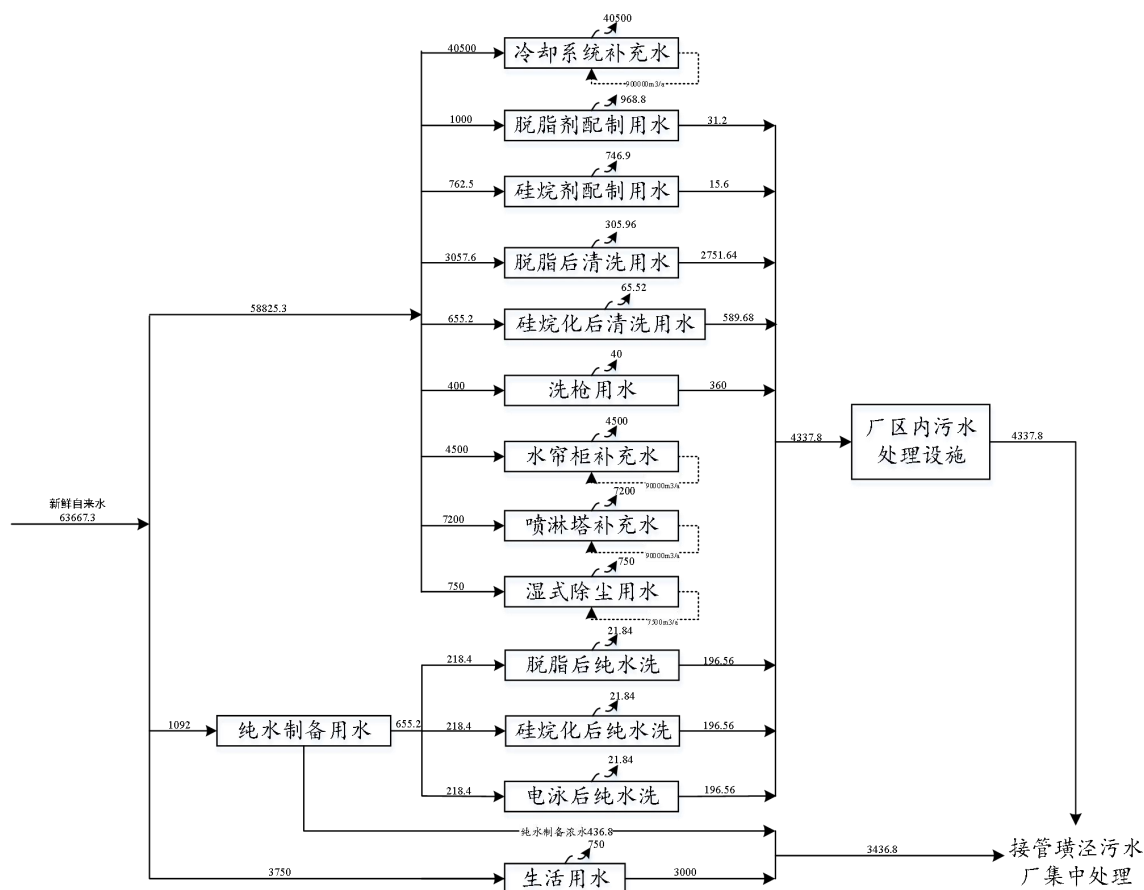 40500
40500
冷却系统补充水
900000m3/a
968.8
1000
脱脂剂配制用水
31.2
746.9
762.5
硅烷剂配制用水
15.6
305.96
3057.6
脱脂后清洗用水
2751.64
65.52
58825.3
655.2
硅烷化后清洗用水
589.68
40
400
洗枪用水
360
4500
4500
水帘柜补充水
90000m3/a
4337.8
厂区内污水
处理设施
4337.8
新鲜自来水
63667.3
7200
7200
喷淋塔补充水
90000m3/a
750
750
湿式除尘用水
7500m3/a
21.84
218.4
脱脂后纯水洗
196.56
1092
纯水制备用水
655.2
21.84
218.4
硅烷化后纯水洗
196.56
21.84
218.4
电泳后纯水洗
196.56
纯水制备浓水436.8
750
3750
生活用水
3000
3436.8
接管璜泾污水
厂集中处理